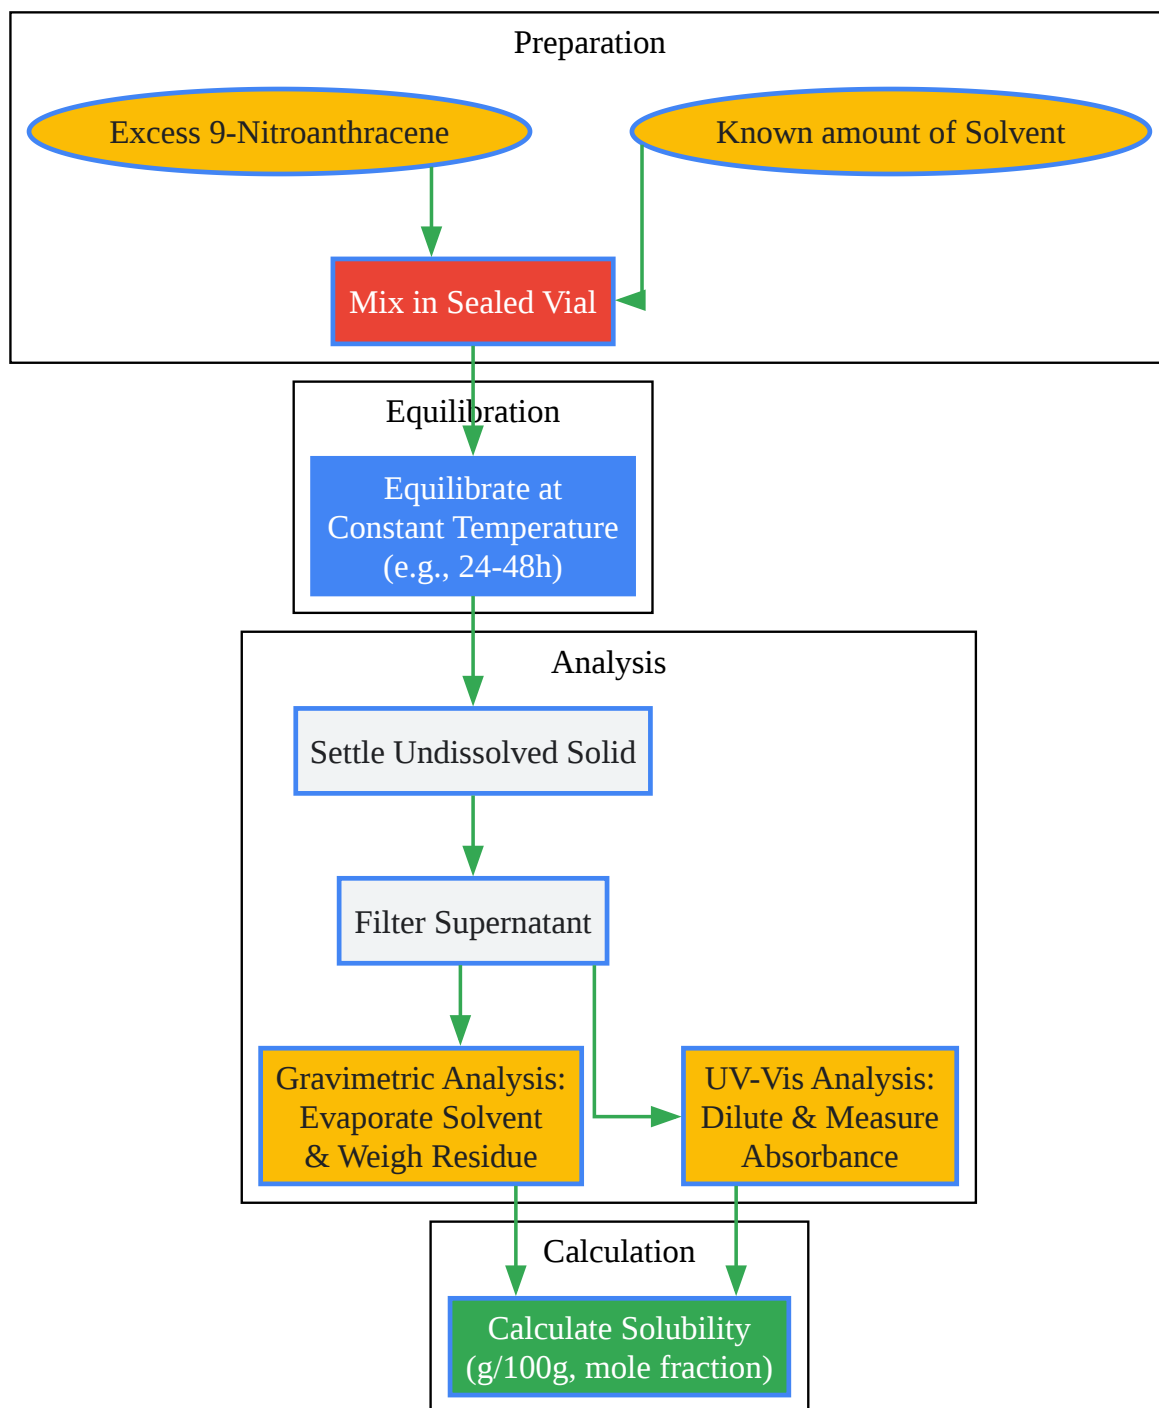 Preparation
Excess 9-Nitroanthracene
Known amount of Solvent
Mix in Sealed Vial
Equilibration
Equilibrate at
Constant Temperature
(e.g., 24-48h)
Analysis
Settle Undissolved Solid
Filter Supernatant
Gravimetric Analysis:
Evaporate Solvent
& Weigh Residue
UV-Vis Analysis:
Dilute & Measure
Absorbance
Calculation
Calculate Solubility
(g/100g, mole fraction)